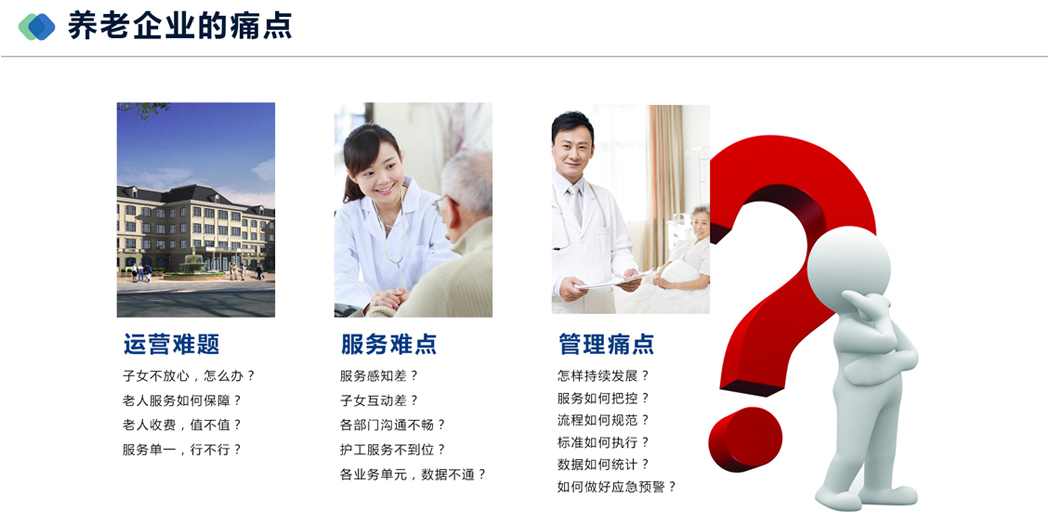 养老企业的痛点
运营难题
子女不放心，怎么办？
老人服务如何保障？
老人收费，值不值？
服务单一，行不行？
服务难点
服务感知差？
子女互动差？
各部门沟通不畅？
护工服务不到位？
各业务单元，数据不通？
管理痛点
怎样持续发展？
服务如何把控？
流程如何规范？
标准如何执行？
数据如何统计？
如何做好应急预警？